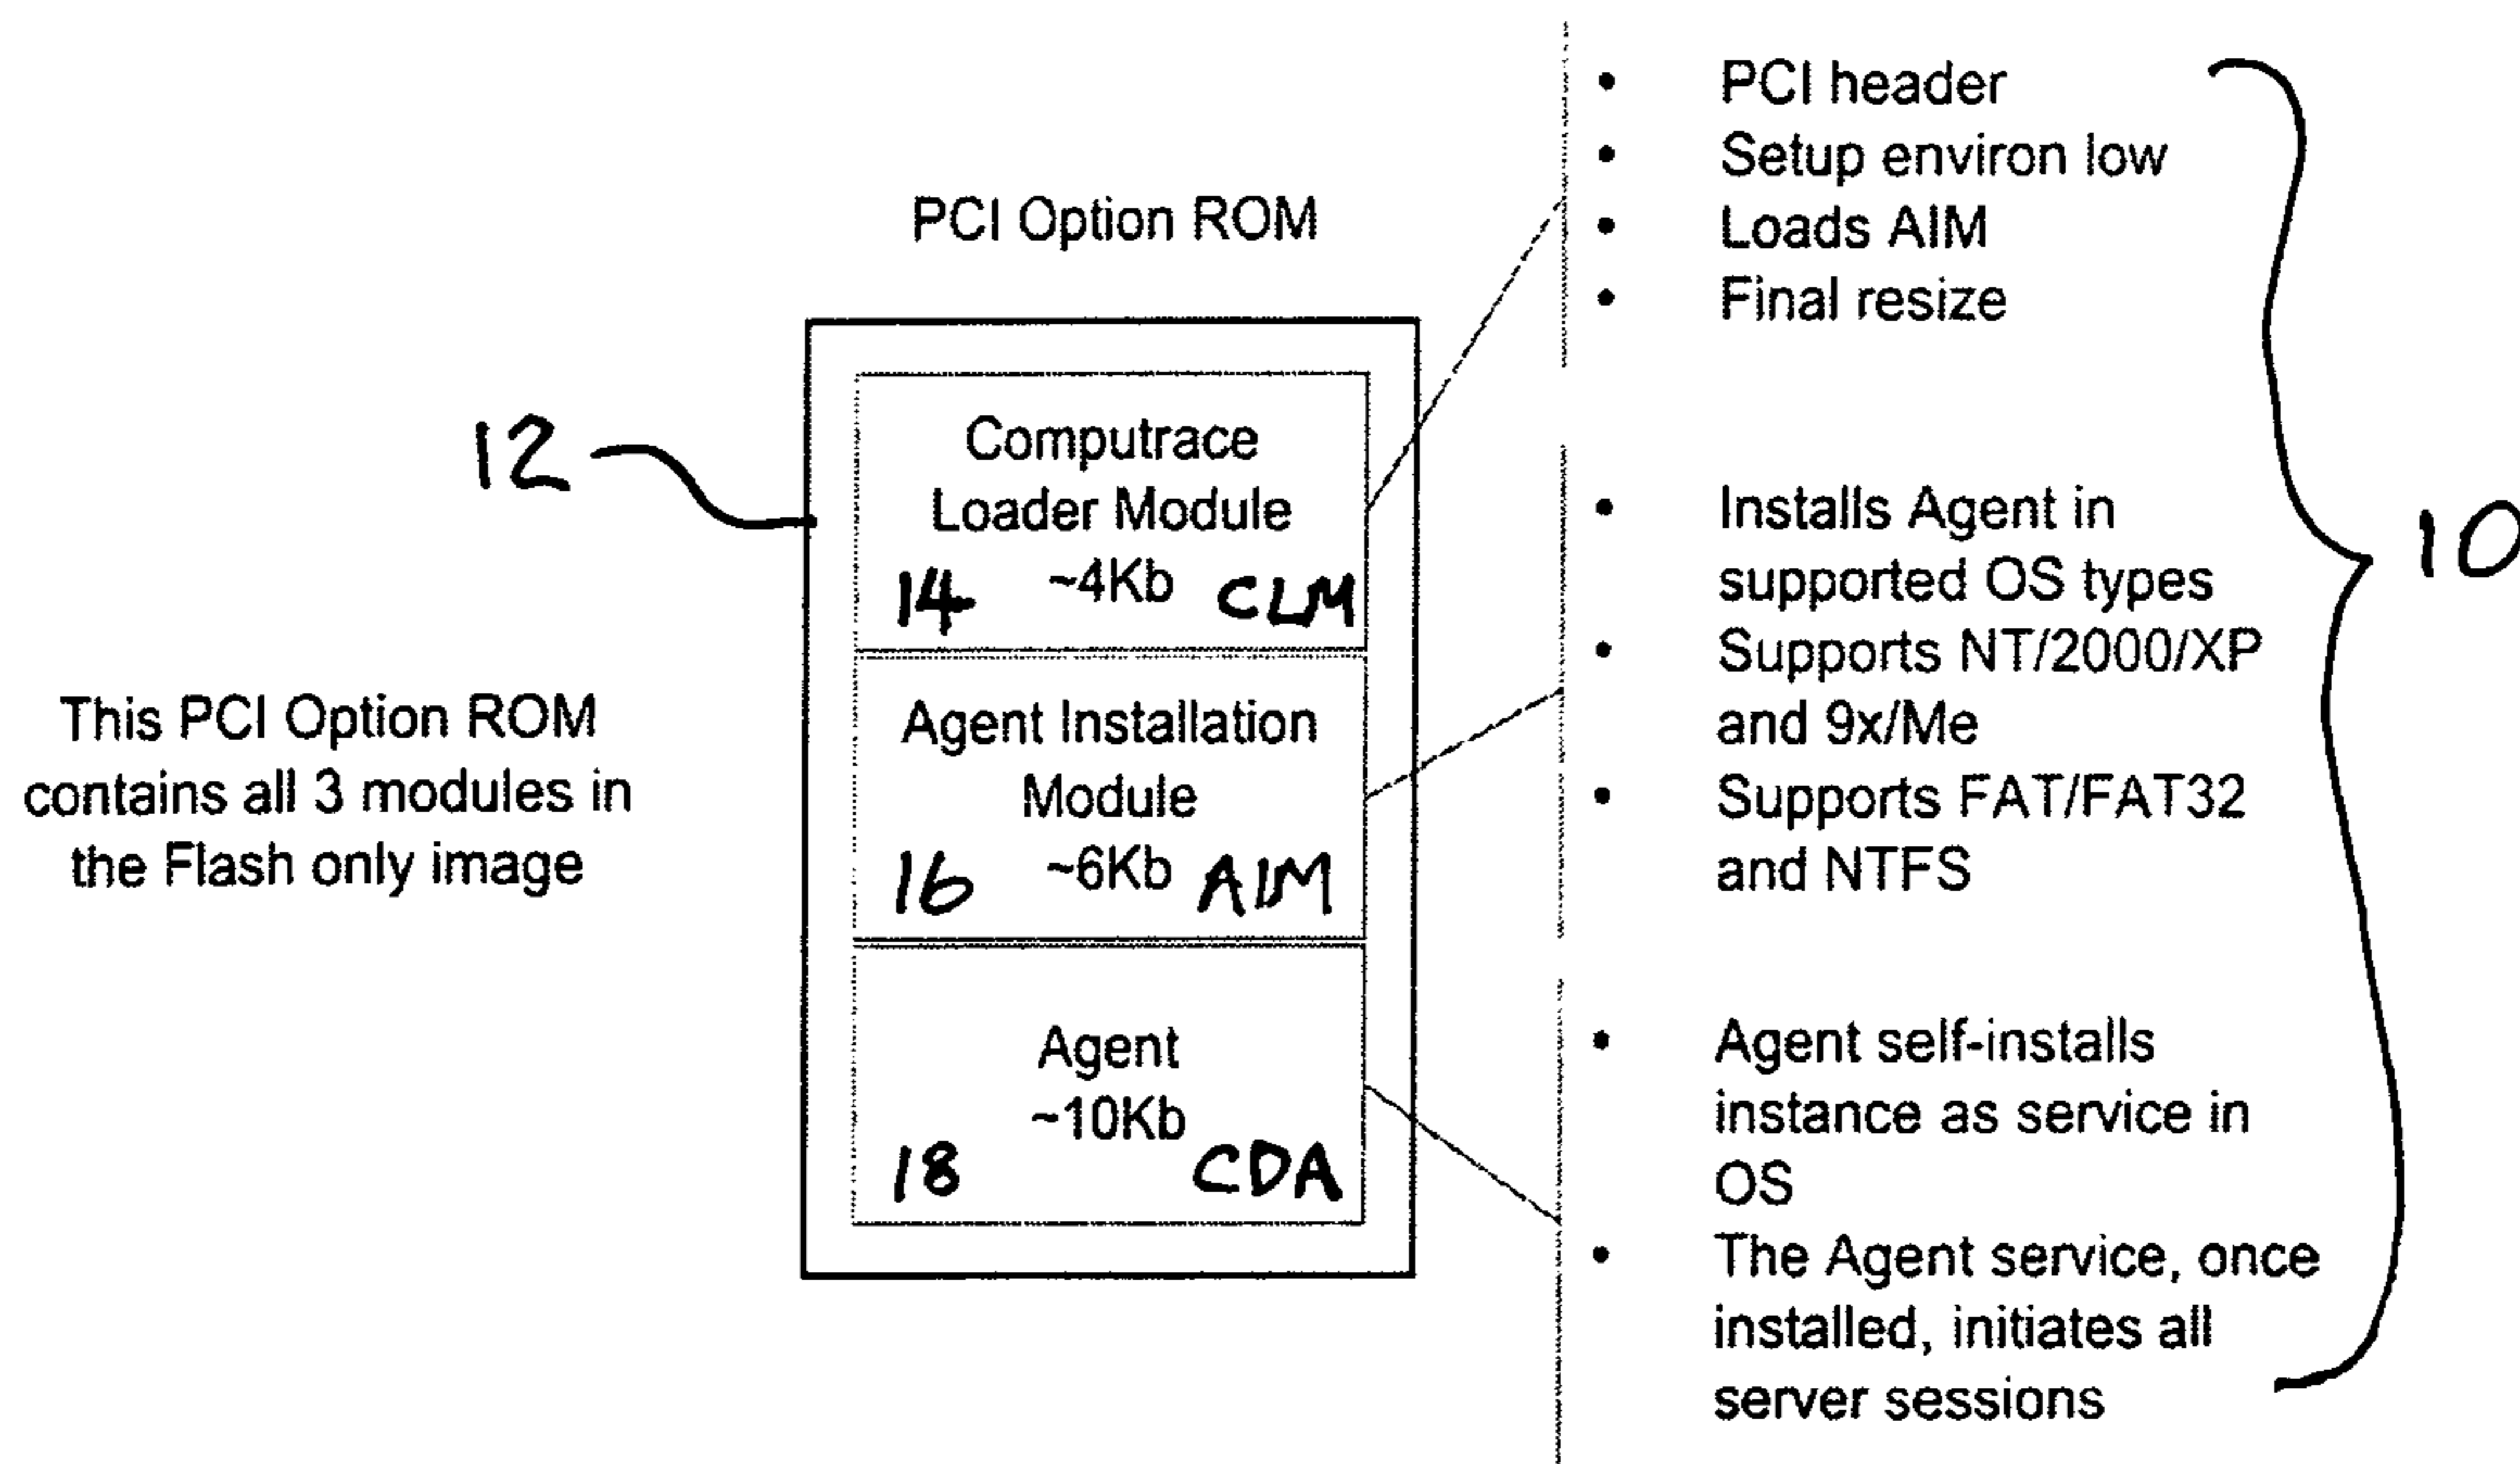 PCI Option ROM
12
Computrace
Loader Module
~4Kb
14
CLM
Agent Installation
Module
~6Kb
16
AIM
Agent
~10Kb
18
CDA
This PCI Option ROM
contains all 3 modules in
the Flash only image
• PCI header
• Setup environ low
• Loads AIM
• Final resize
• Installs Agent in
supported OS types
• Supports NT/2000/XP
and 9x/Me
• Supports FAT/FAT32
and NTFS
• Agent self-installs
instance as service in
OS
• The Agent service, once
installed, initiates all
server sessions
10